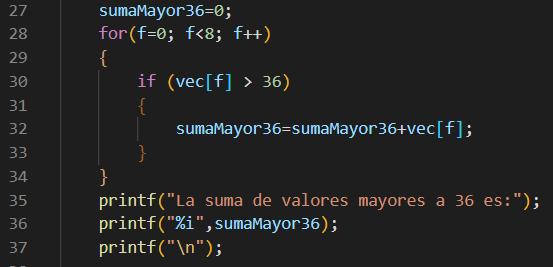 27 sumaMayor36=0;
28 for(f=0; f<8; f++)
29 {
30 if (vec[f] > 36)
31 {
32 sumaMayor36=sumaMayor36+vec[f];
33 }
34 }
35 printf("La suma de valores mayores a 36 es:");
36 printf("%i",sumaMayor36);
37 printf("\n");